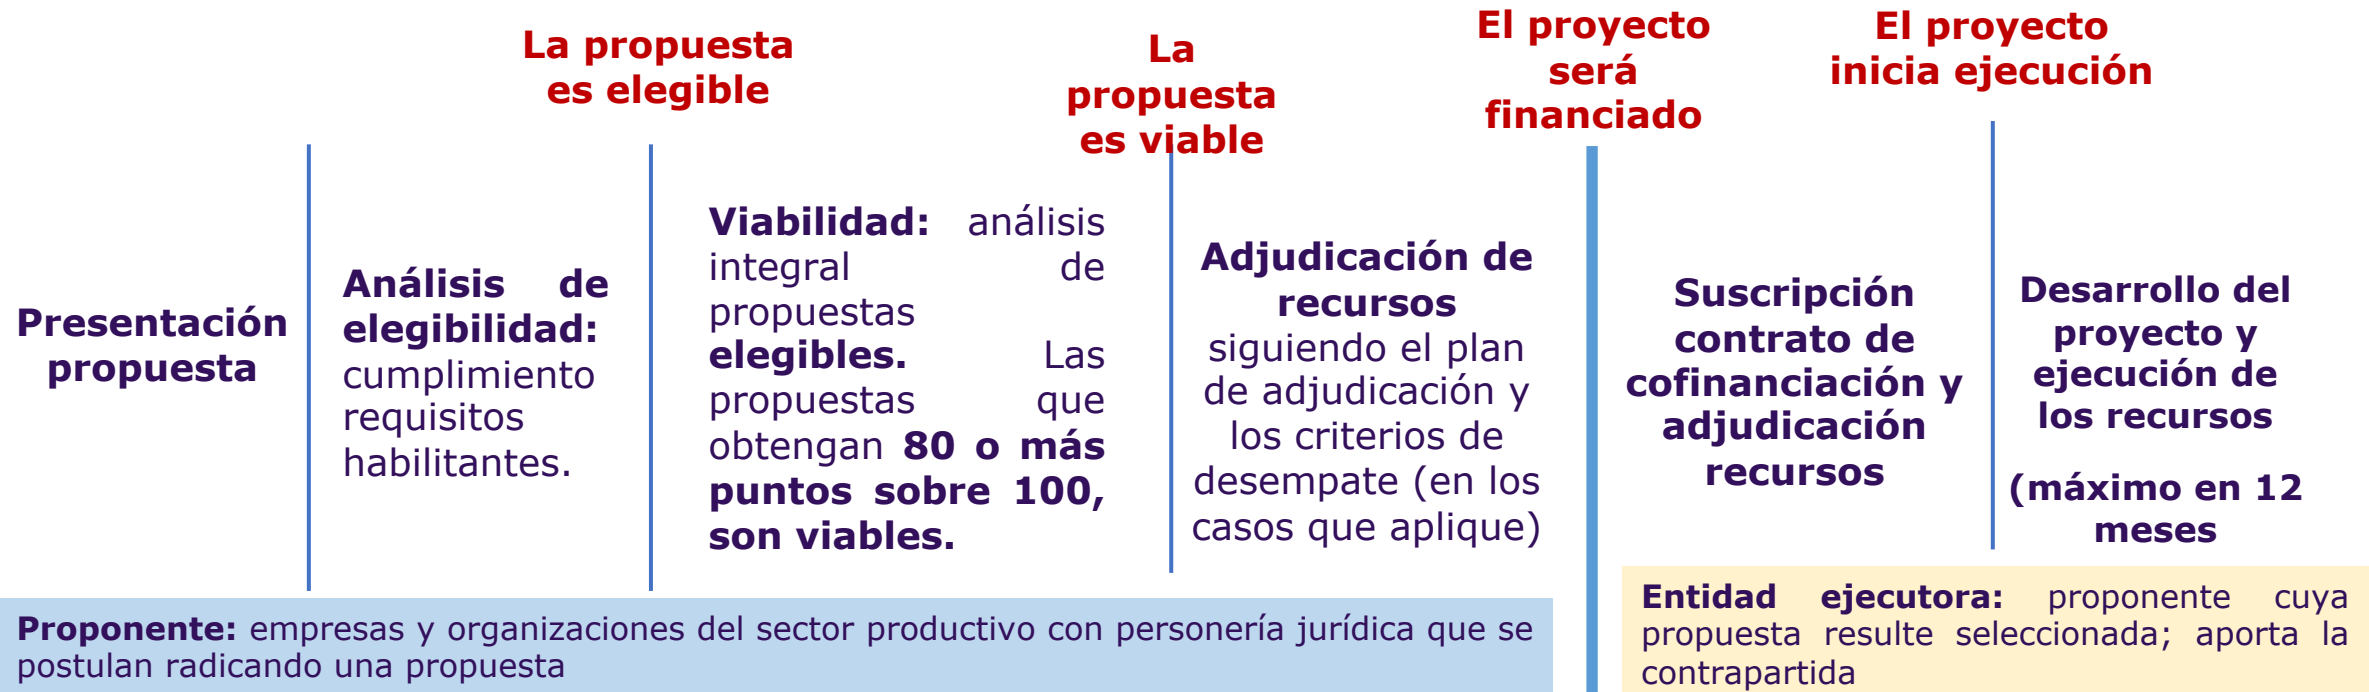 La propuesta
es elegible
La
propuesta
es viable
El proyecto
será
financiado
El proyecto
inicia ejecución
Presentación
propuesta
Análisis de
elegibilidad:
cumplimiento
requisitos
habilitantes.
Viabilidad: análisis
integral de
propuestas
elegibles. Las
propuestas que
obtengan 80 o más
puntos sobre 100,
son viables.
Adjudicación de
recursos
siguiendo el plan
de adjudicación y
los criterios de
desempate (en los
casos que aplique)
Suscripción
contrato de
cofinanciación y
adjudicación
recursos
Desarrollo del
proyecto y
ejecución de
los recursos
(máximo en 12
meses
Proponente: empresas y organizaciones del sector productivo con personería jurídica que se
postulan radicando una propuesta
Entidad ejecutora: proponente cuya
propuesta resulte seleccionada; aporta la
contrapartida